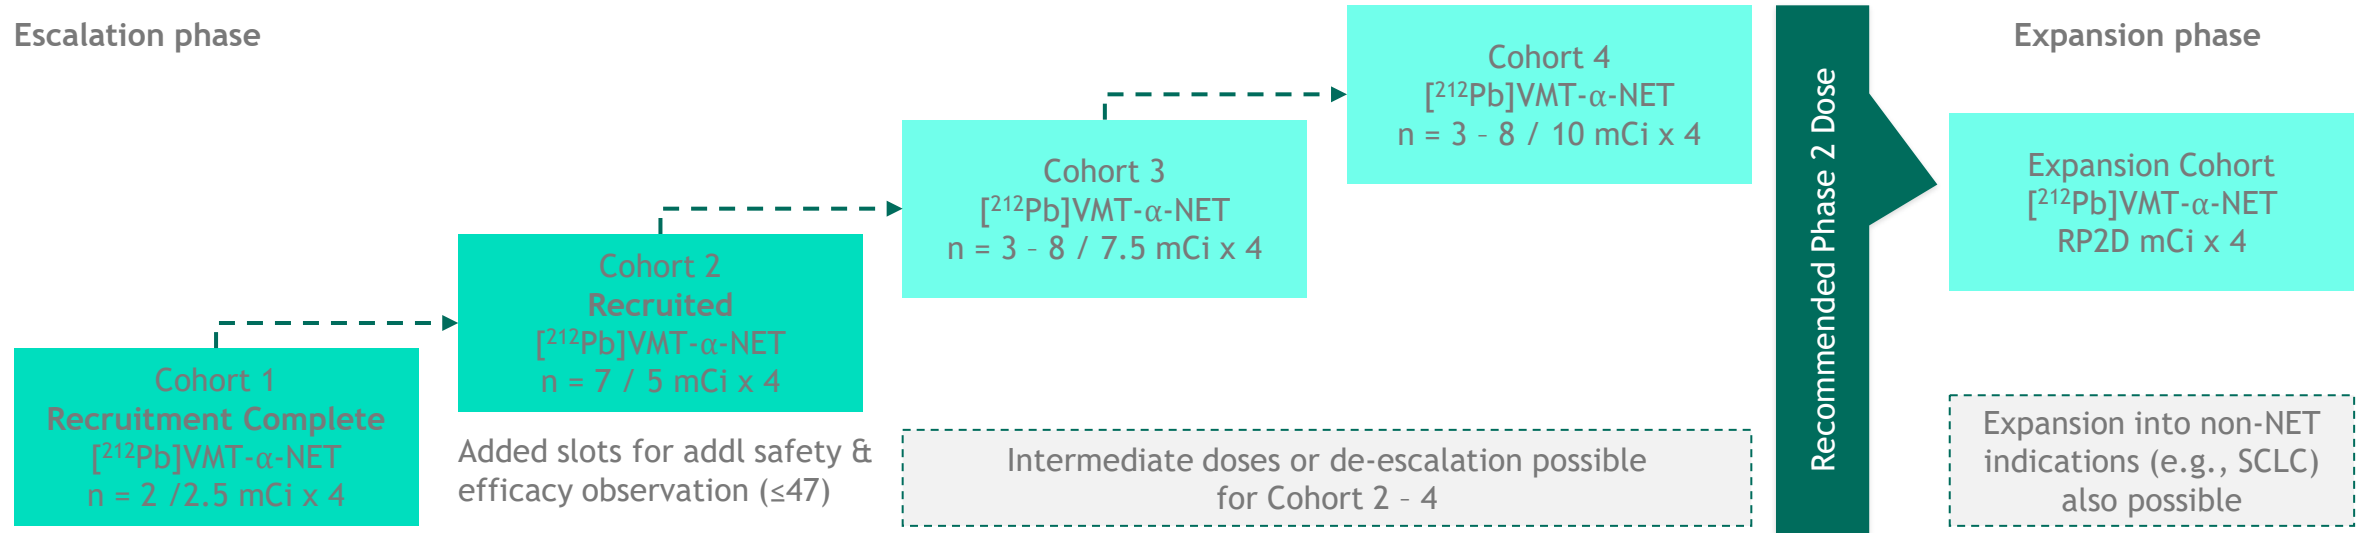 Escalation phase
Cohort 1
Recruitment Complete
[²¹²Pb]VMT-α-NET
n = 2 /2.5 mCi x 4
Cohort 2
Recruited
[²¹²Pb]VMT-α-NET
n = 7 / 5 mCi x 4
Added slots for addl safety &
efficacy observation (≤47)
Cohort 3
[²¹²Pb]VMT-α-NET
n = 3 – 8 / 7.5 mCi x 4
Cohort 4
[²¹²Pb]VMT-α-NET
n = 3 – 8 / 10 mCi x 4
Intermediate doses or de-escalation possible
for Cohort 2 – 4
Recommended Phase 2 Dose
Expansion phase
Expansion Cohort
[²¹²Pb]VMT-α-NET
RP2D mCi x 4
Expansion into non-NET
indications (e.g., SCLC)
also possible